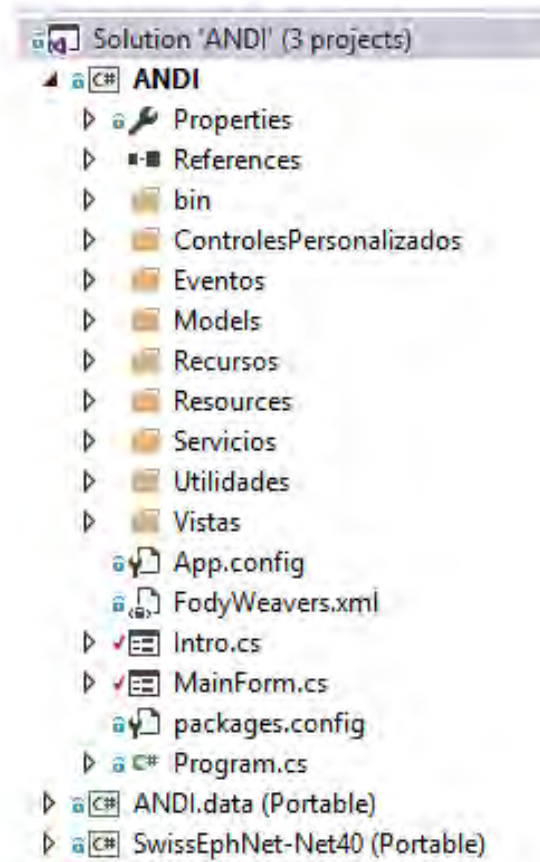 Solution 'ANDI' (3 projects)
C# ANDI
Properties
References
bin
ControlesPersonalizados
Eventos
Models
Recursos
Resources
Servicios
Utilidades
Vistas
App.config
FodyWeavers.xml
Intro.cs
MainForm.cs
packages.config
C# Program.cs
C# ANDI.data (Portable)
C# SwissEphNet-Net40 (Portable)